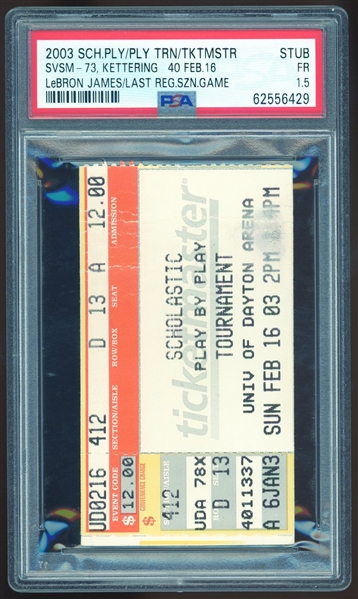 2003 SCH.PLY/PLY TRN/TKTMSTR STUB
SVSM - 73, KETTERING 40 FEB.16 FR
LeBRON JAMES/LAST REG.SZN.GAME 1.5
PSA 62556429
UD0216 412 D 13 A 12.00
EVENT CODE SECTION/AISLE ROW/BOX SEAT ADMISSION
$ 12.00
ticketmaster
SCHOLASTIC
PLAY BY PLAY
TOURNAMENT
UNIV OF DAYTON ARENA
SUN FEB 16 03 2PM & 4PM
$
412
UDA 78X
D 13
4011337
A 6JAN3